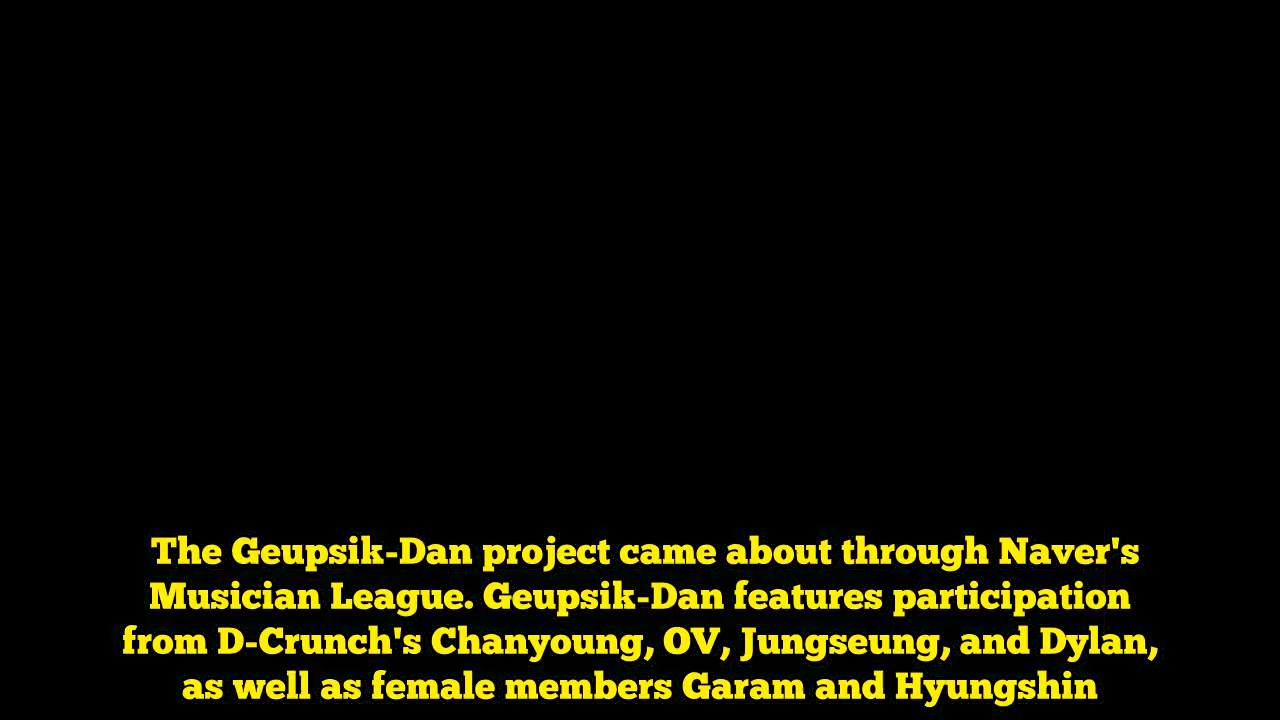 The Geupsik-Dan project came about through Naver's
Musician League. Geupsik-Dan features participation
from D-Crunch's Chanyoung, OV, Jungseung, and Dylan,
as well as female members Garam and Hyungshin